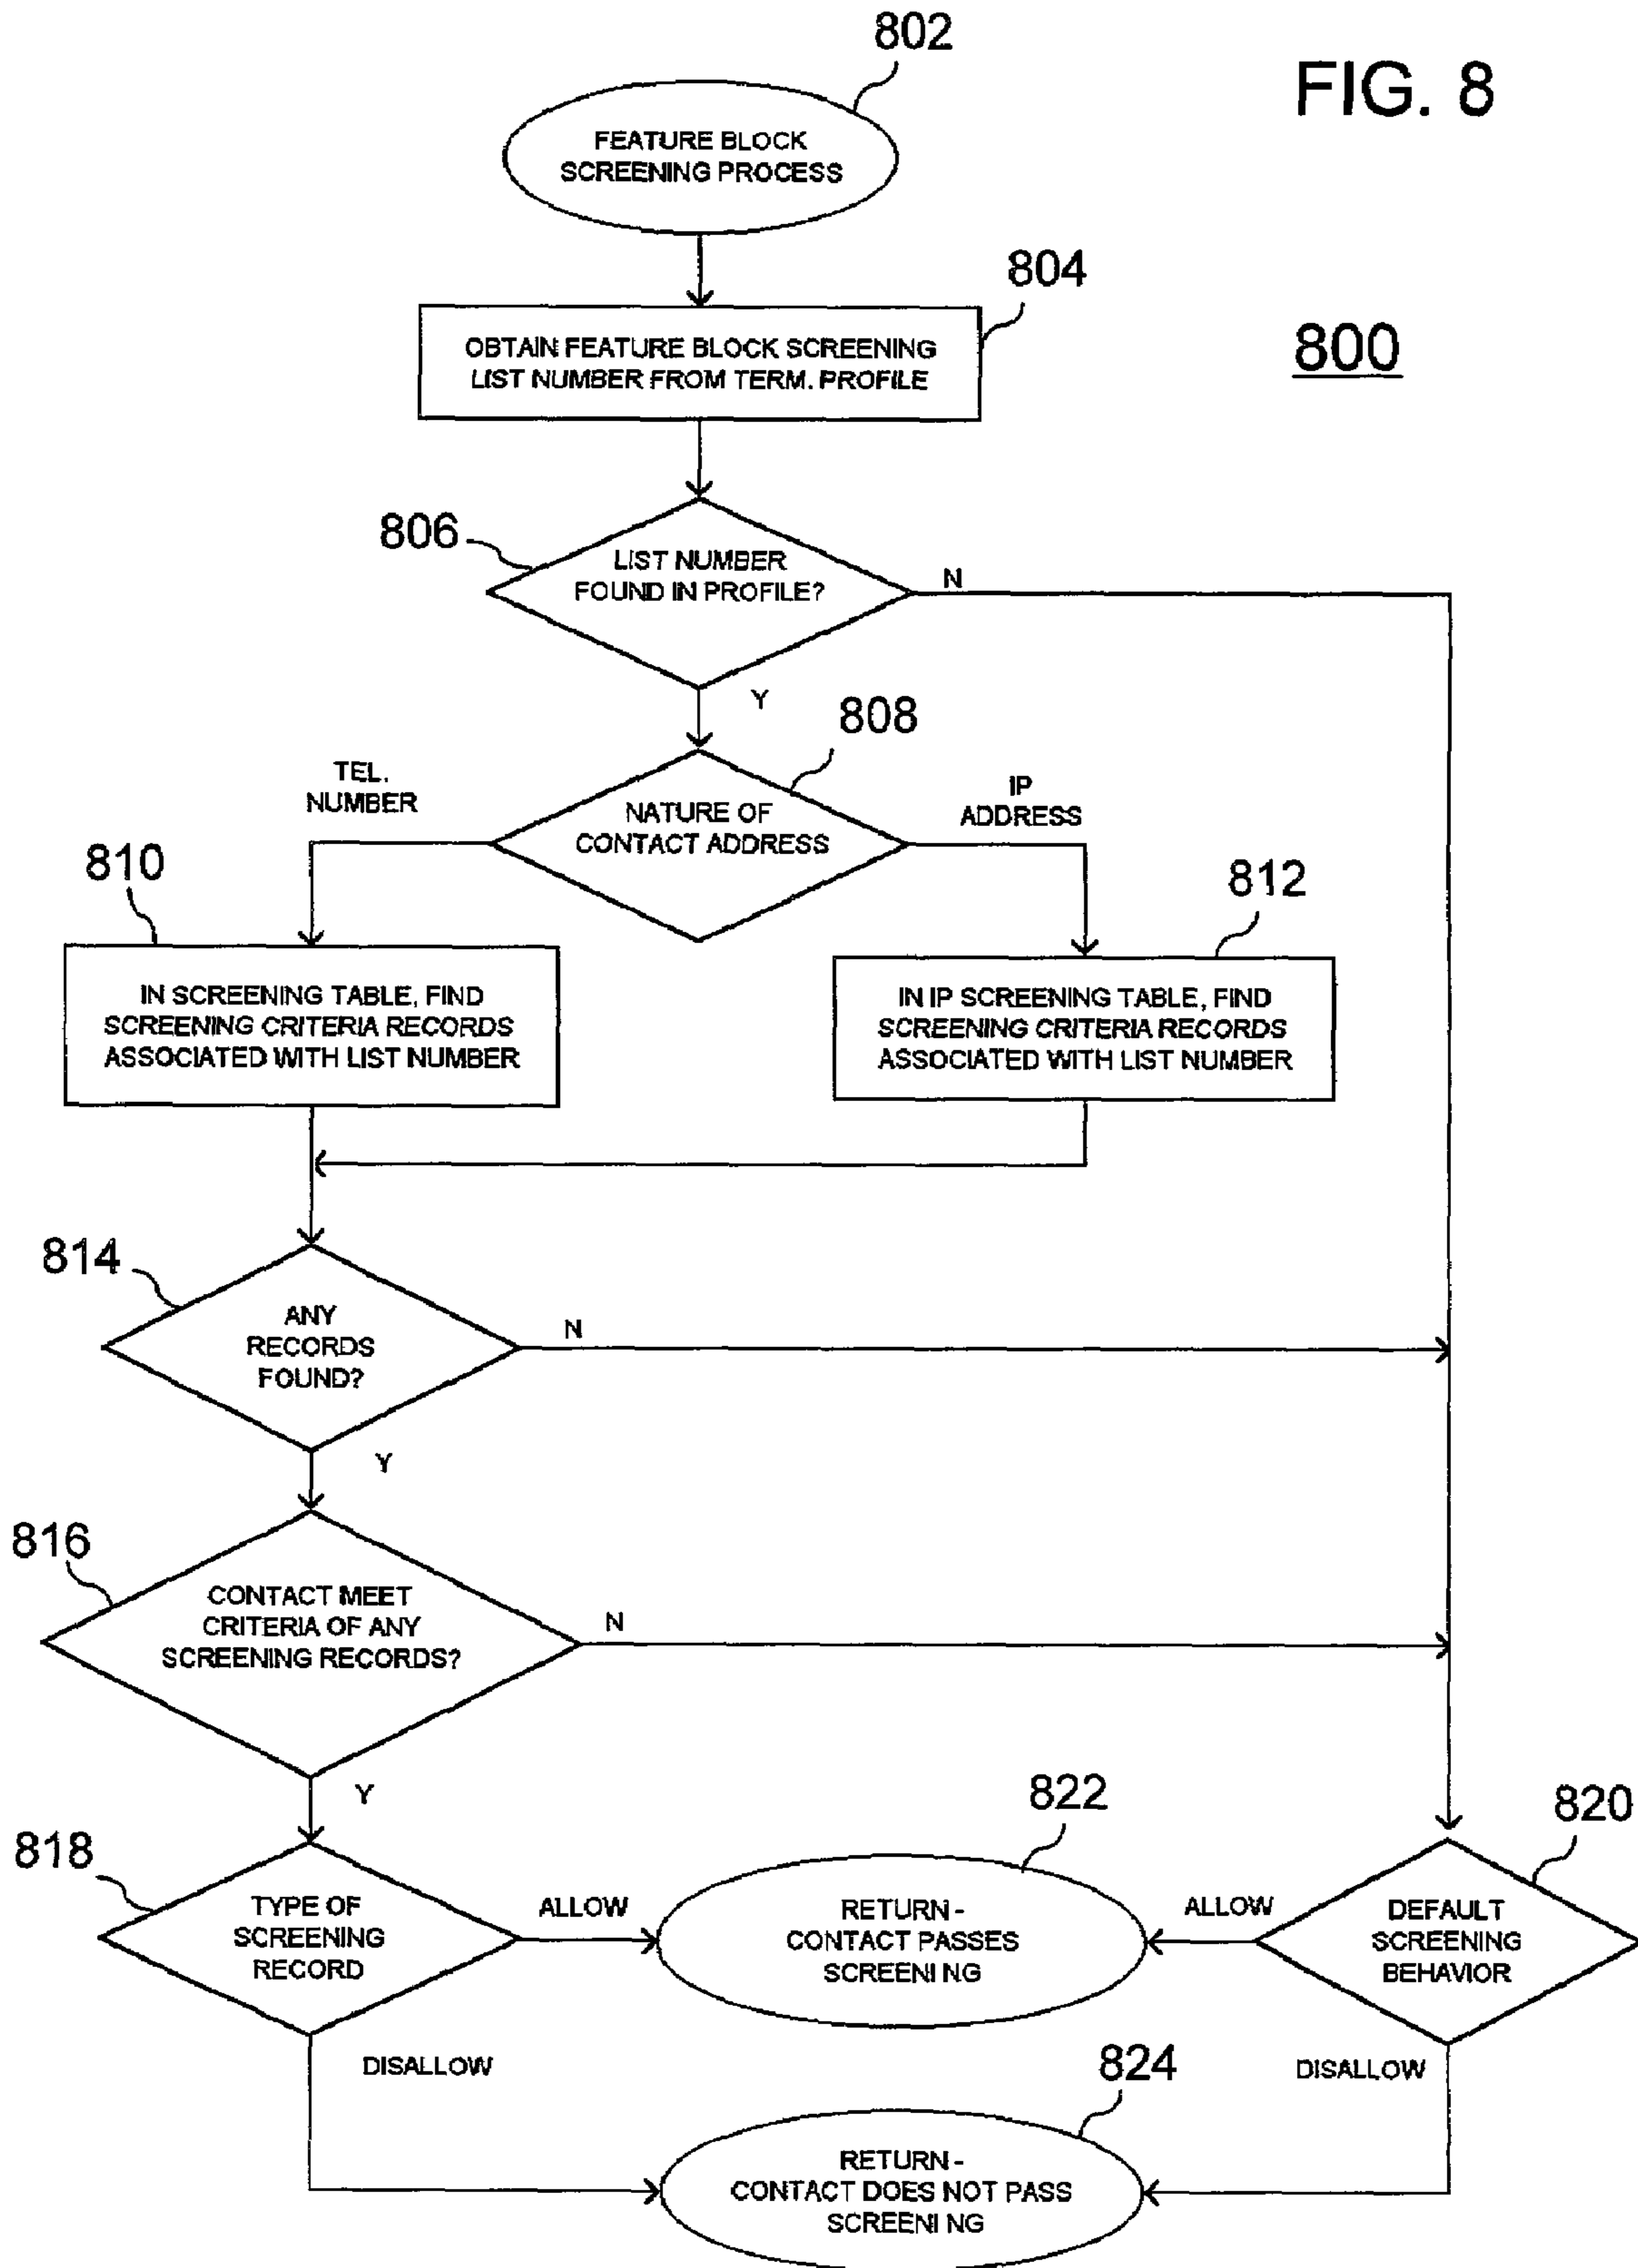 802
FIG. 8
FEATURE BLOCK
SCREENING PROCESS
804
OBTAIN FEATURE BLOCK SCREENING
LIST NUMBER FROM TERM. PROFILE
800
806
LIST NUMBER
FOUND IN PROFILE?
N
Y
808
TEL.
NUMBER
NATURE OF
CONTACT ADDRESS
IP
ADDRESS
810
812
IN SCREENING TABLE, FIND
SCREENING CRITERIA RECORDS
ASSOCIATED WITH LIST NUMBER
IN IP SCREENING TABLE, FIND
SCREENING CRITERIA RECORDS
ASSOCIATED WITH LIST NUMBER
814
ANY
RECORDS
FOUND?
N
Y
816
CONTACT MEET
CRITERIA OF ANY
SCREENING RECORDS?
N
Y
818
TYPE OF
SCREENING
RECORD
ALLOW
822
RETURN -
CONTACT PASSES
SCREENING
ALLOW
820
DEFAULT
SCREENING
BEHAVIOR
DISALLOW
824
DISALLOW
RETURN -
CONTACT DOES NOT PASS
SCREENING